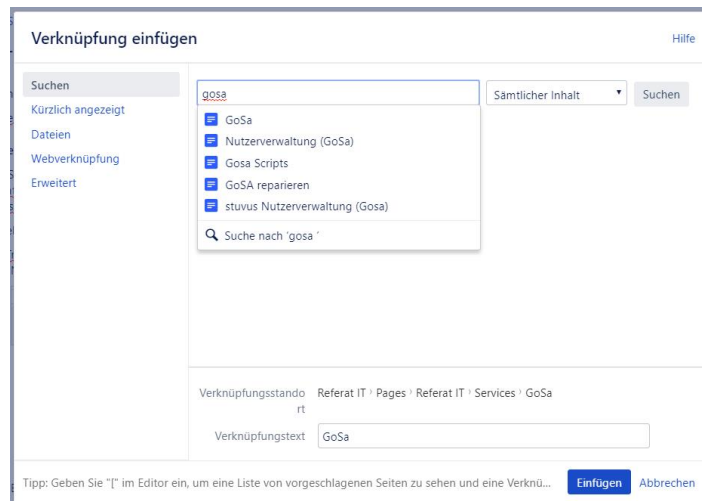 Verknüpfung einfügen
Hilfe
Suchen
Kürzlich angezeigt
Dateien
Webverknüpfung
Erweitert
gosa
Sämtlicher Inhalt
Suchen
GoSa
Nutzerverwaltung (GoSa)
Gosa Scripts
GoSA reparieren
stuvus Nutzerverwaltung (Gosa)
Suche nach 'gosa '
Verknüpfungsstando
rt
Referat IT › Pages › Referat IT › Services › GoSa
Verknüpfungstext
GoSa
Tipp: Geben Sie "[" im Editor ein, um eine Liste von vorgeschlagenen Seiten zu sehen und eine Verknü...
Einfügen
Abbrechen